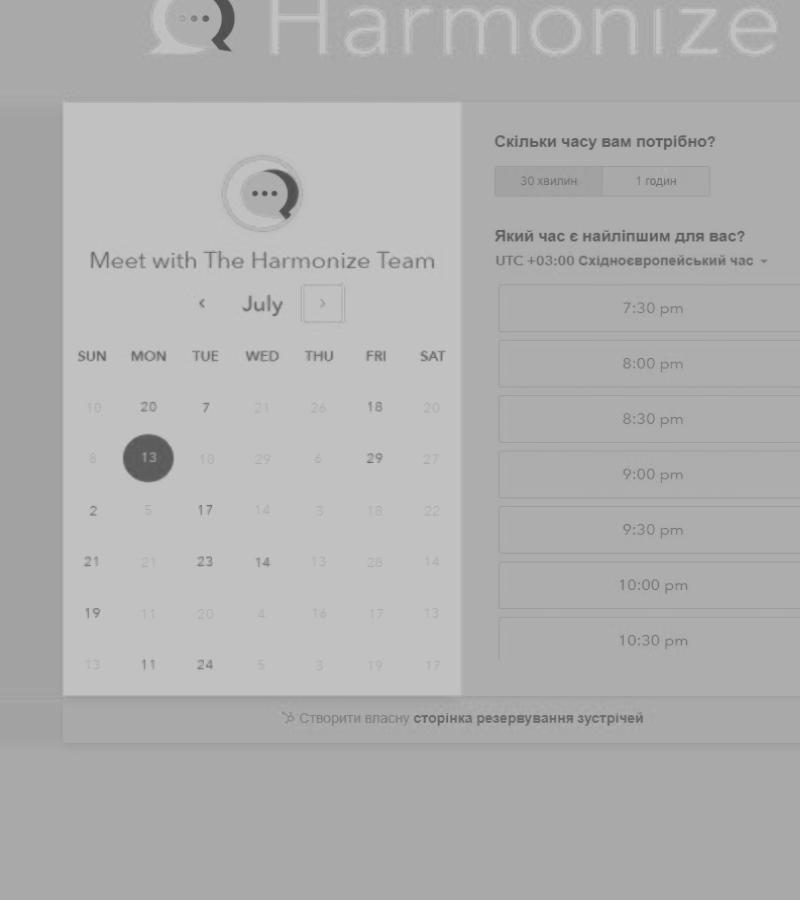 Harmonize
Meet with The Harmonize Team
July
SUN MON TUE WED THU FRI SAT
10 20 7 21 26 18 20
8 13 10 29 6 29 27
2 5 17 14 3 18 22
21 21 23 14 13 28 14
19 11 20 4 16 17 13
13 11 24 5 3 19 17
Скільки часу вам потрібно?
30 хвилин 1 годин
Який час є найліпшим для вас?
UTC +03:00 Східноєвропейський час
7:30 pm
8:00 pm
8:30 pm
9:00 pm
9:30 pm
10:00 pm
10:30 pm
Створити власну сторінка резервування зустрічей